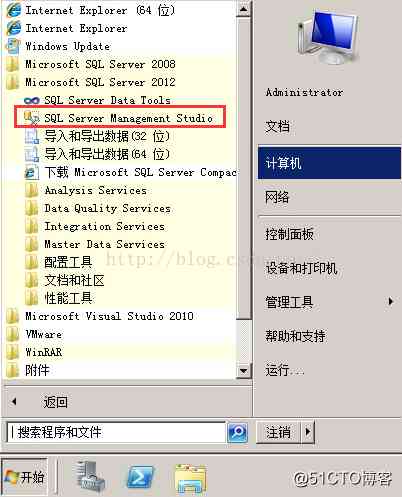 Internet Explorer (64 位)
Internet Explorer
Windows Update
Microsoft SQL Server 2008
Microsoft SQL Server 2012
SQL Server Data Tools
SQL Server Management Studio
导入和导出数据(32 位)
导入和导出数据(64 位)
下载 Microsoft SQL Server Compac
Analysis Services
Data Quality Services
Integration Services
Master Data Services
配置工具
文档和社区
性能工具
Microsoft Visual Studio 2010
VMware
WinRAR
附件
返回
搜索程序和文件
Administrator
文档
计算机
网络
控制面板
设备和打印机
管理工具
帮助和支持
运行...
注销
开始
http://blog.csdn
@51CTO博客